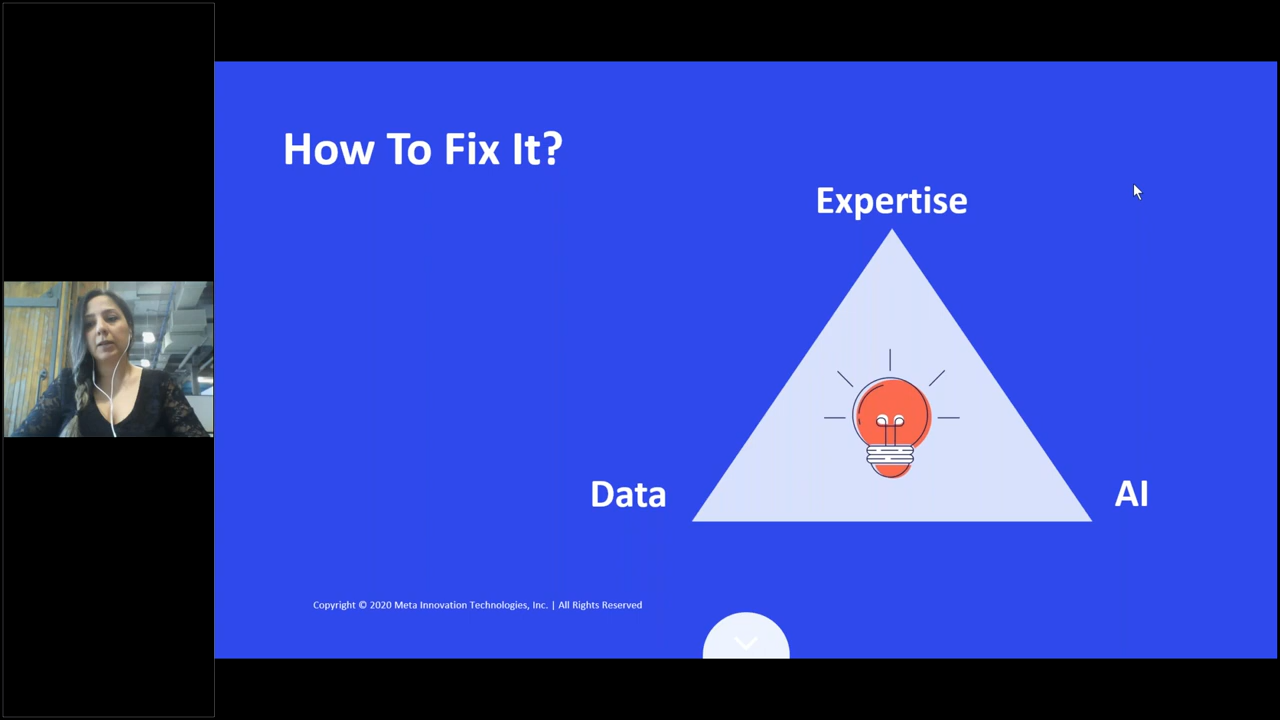 How To Fix It?
Expertise
Data
AI
Copyright © 2020 Meta Innovation Technologies, Inc. | All Rights Reserved